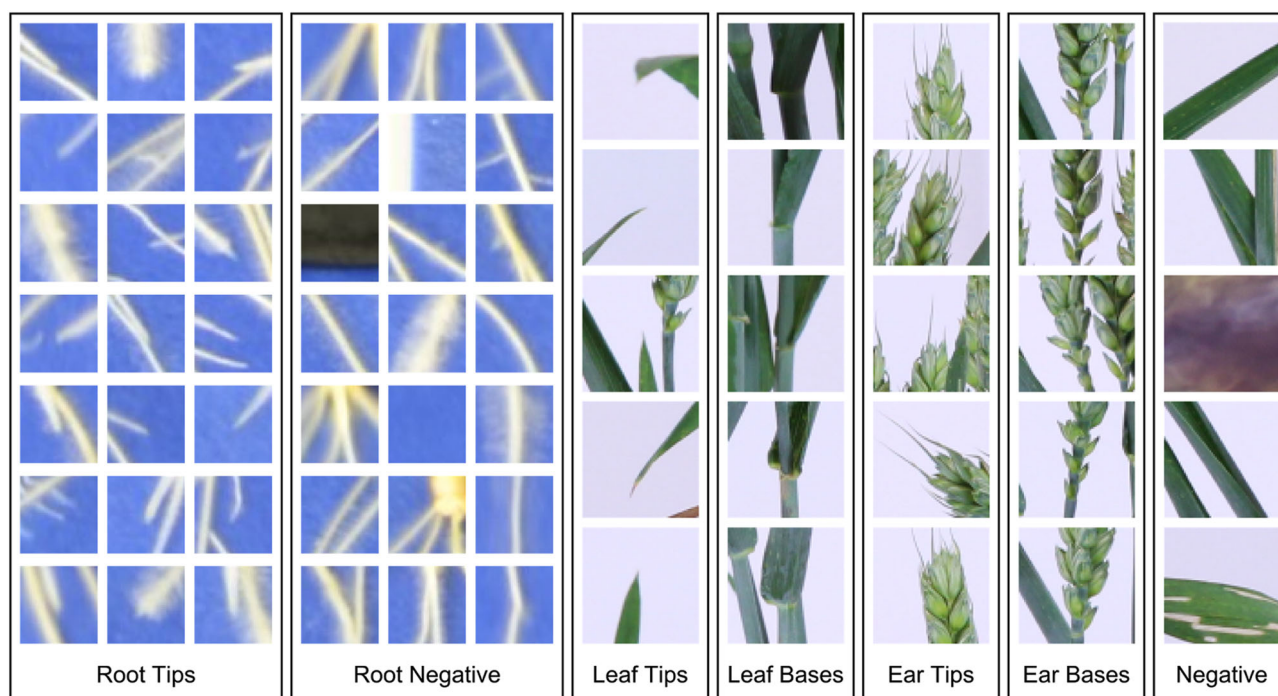 Root Tips
Root Negative
Leaf Tips
Leaf Bases
Ear Tips
Ear Bases
Negative